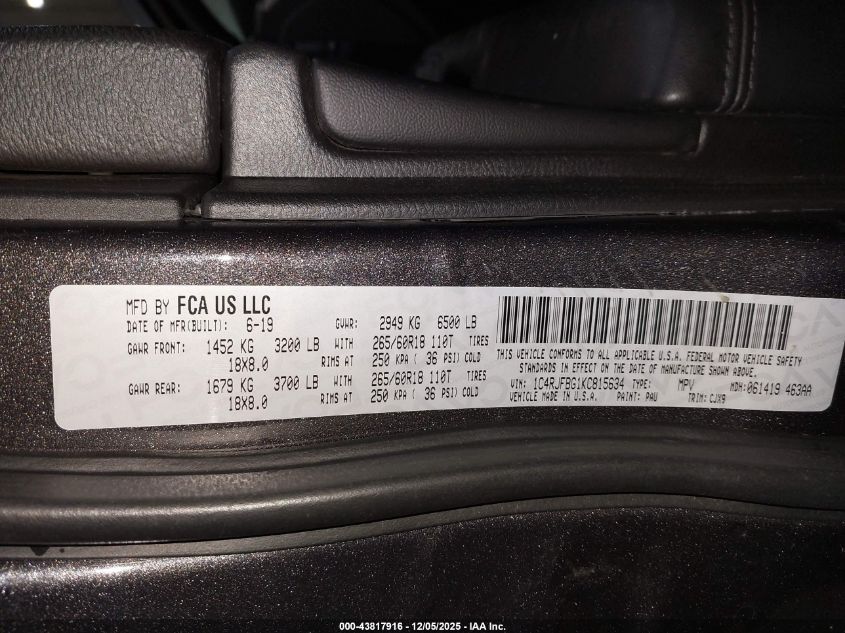 MFD BY FCA US LLC
DATE OF MFR(BUILT): 6-19 GVWR: 2949 KG 6500 LB
GAWR FRONT: 1452 KG 3200 LB WITH 265/60R18 110T TIRES
18X8.0 RIMS AT 250 KPA ( 36 PSI) COLD
GAWR REAR: 1679 KG 3700 LB WITH 265/60R18 110T TIRES
18X8.0 RIMS AT 250 KPA ( 36 PSI) COLD
THIS VEHICLE CONFORMS TO ALL APPLICABLE U.S.A. FEDERAL MOTOR VEHICLE SAFETY
STANDARDS IN EFFECT ON THE DATE OF MANUFACTURE SHOWN ABOVE.
VIN: 1C4RJFBG1KC815634 TYPE: MPV MDH: 061419 463AA
VEHICLE MADE IN U.S.A. PAINT: PAU TRIM: CJX9
000-43817916 - 12/05/2025 - IAA Inc.